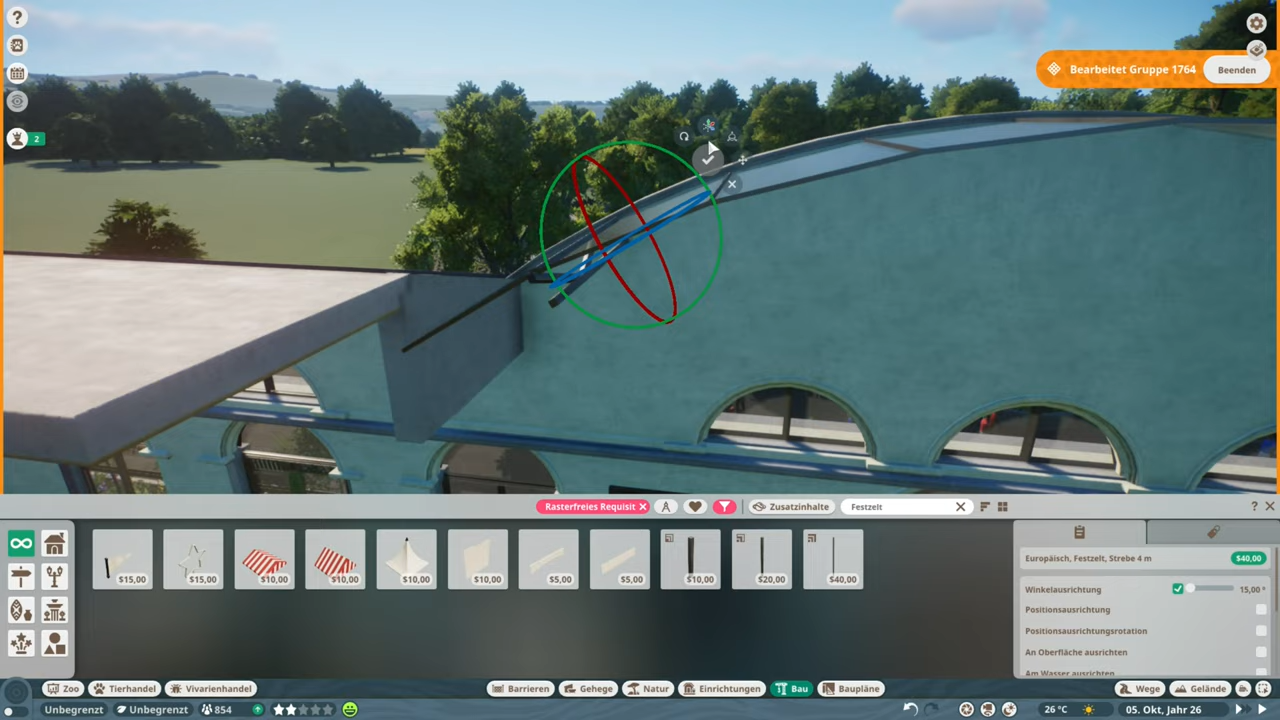 ?
2
Bearbeitet Gruppe 1764
Beenden
Rasterfreies Requisit ✕
Zusatzinhalte
Festzelt
? ✕
$15,00
$15,00
$10,00
$10,00
$10,00
$10,00
$5,00
$5,00
$10,00
$20,00
$40,00
Europäisch, Festzelt, Strebe 4 m
$40,00
Winkelausrichtung
15,00 °
Positionsausrichtung
Positionsausrichtungsrotation
An Oberfläche ausrichten
Am Wasser ausrichten
Zoo
Tierhandel
Vivarienhandel
Barrieren
Gehege
Natur
Einrichtungen
Bau
Baupläne
Wege
Gelände
Unbegrenzt
Unbegrenzt
854
26 °C
05. Okt, Jahr 26